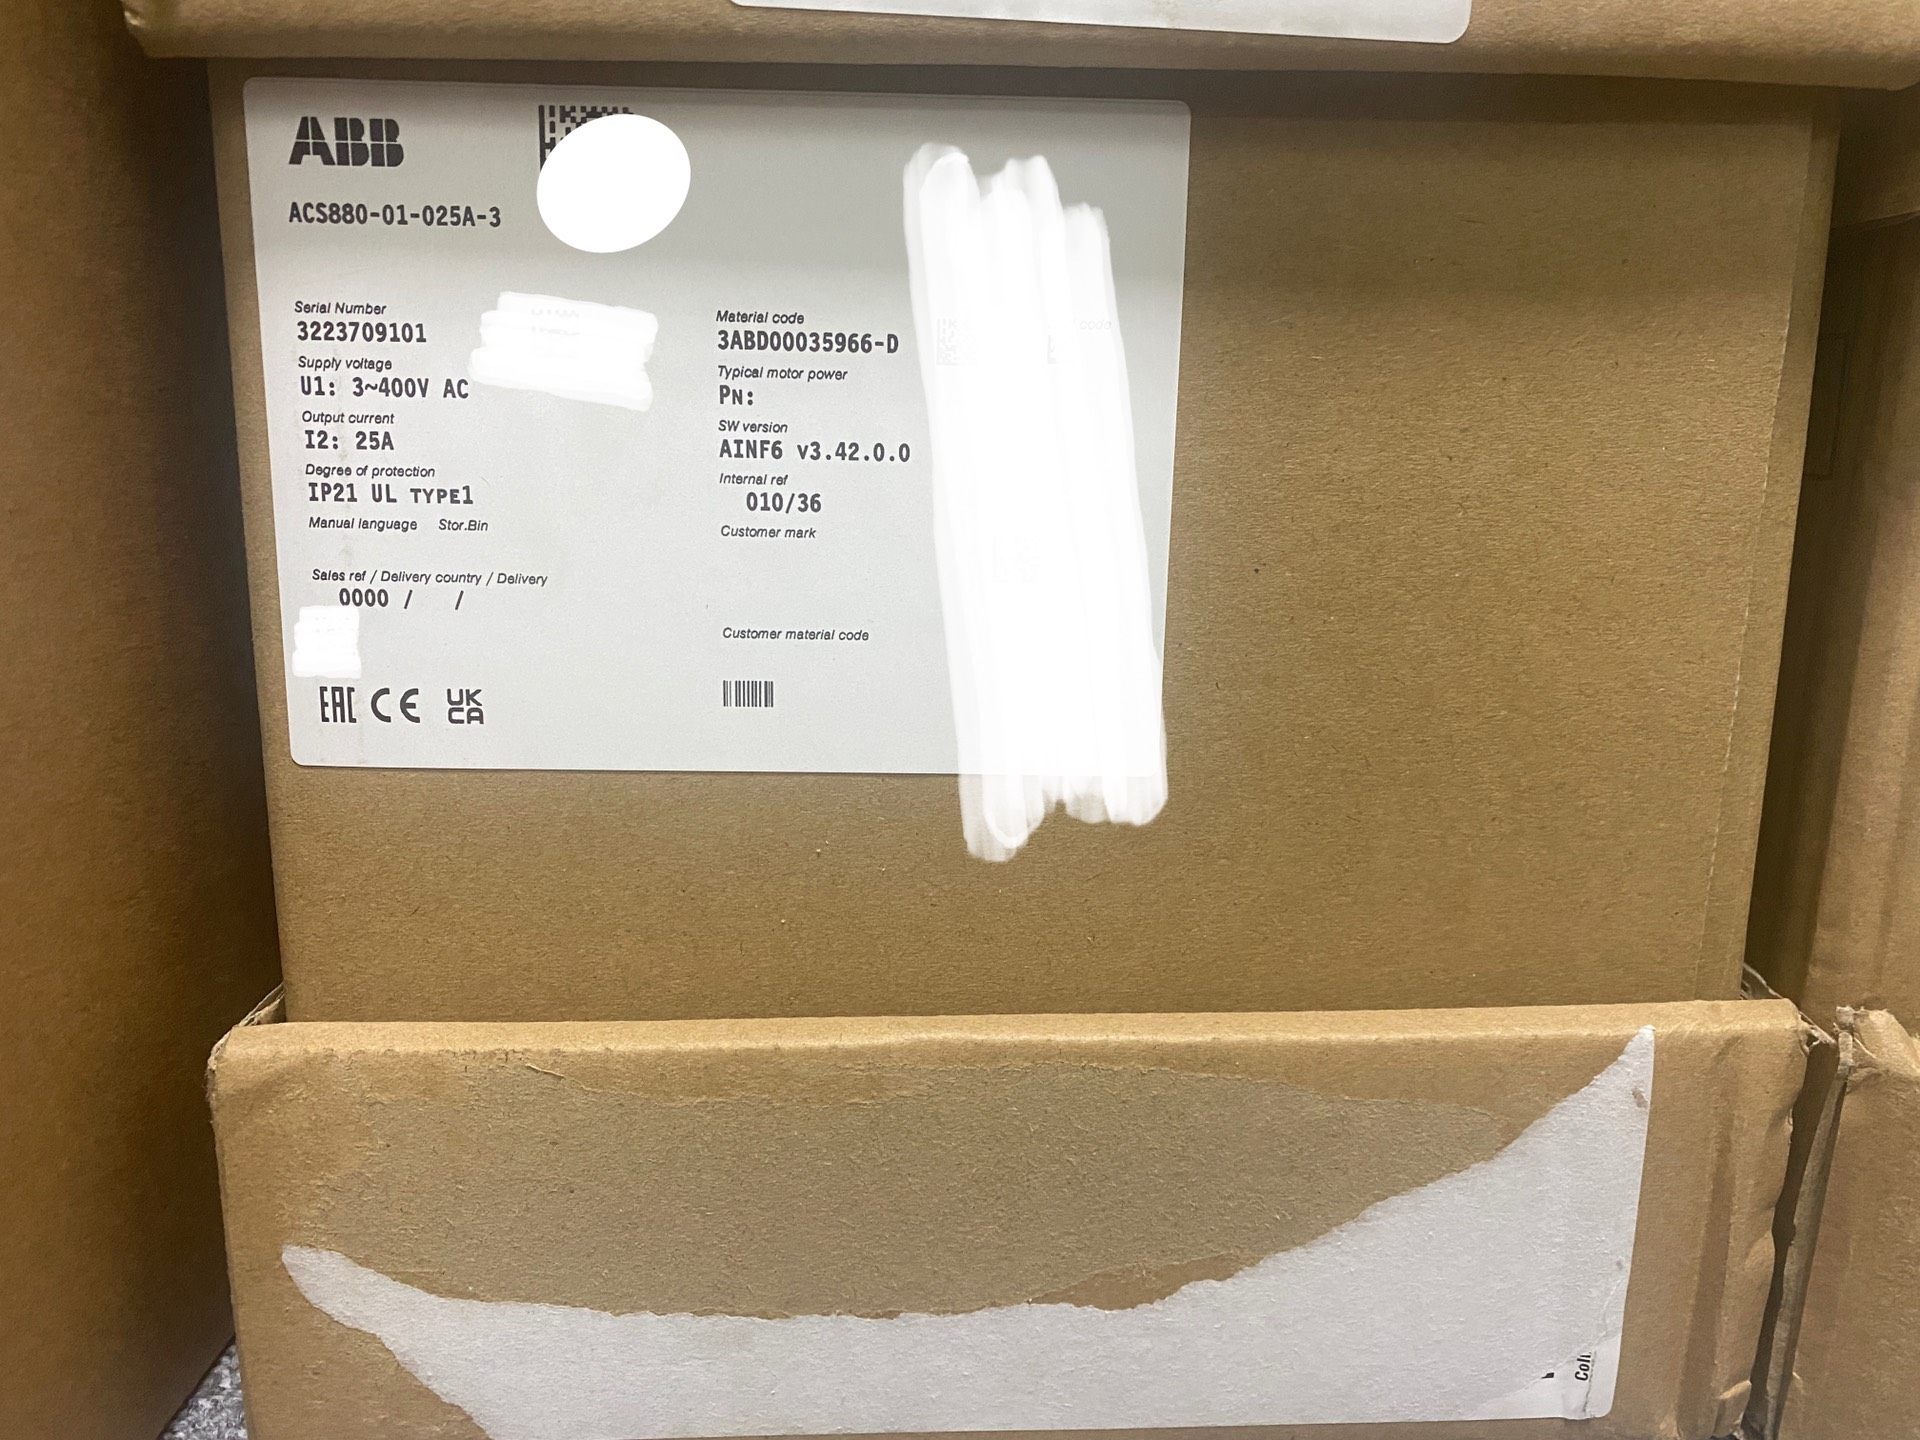 ABB
ACS880-01-025A-3
Serial Number
3223709101
Supply voltage
U1: 3~400V AC
Output current
I2: 25A
Degree of protection
IP21 UL TYPE1
Manual language Stor.Bin
Sales ref / Delivery country / Delivery
0000 / /
EAC CE UK
CA
Material code
3ABD00035966-D
Typical motor power
PN:
SW version
AINF6 v3.42.0.0
Internal ref
010/36
Customer mark
Customer material code
code